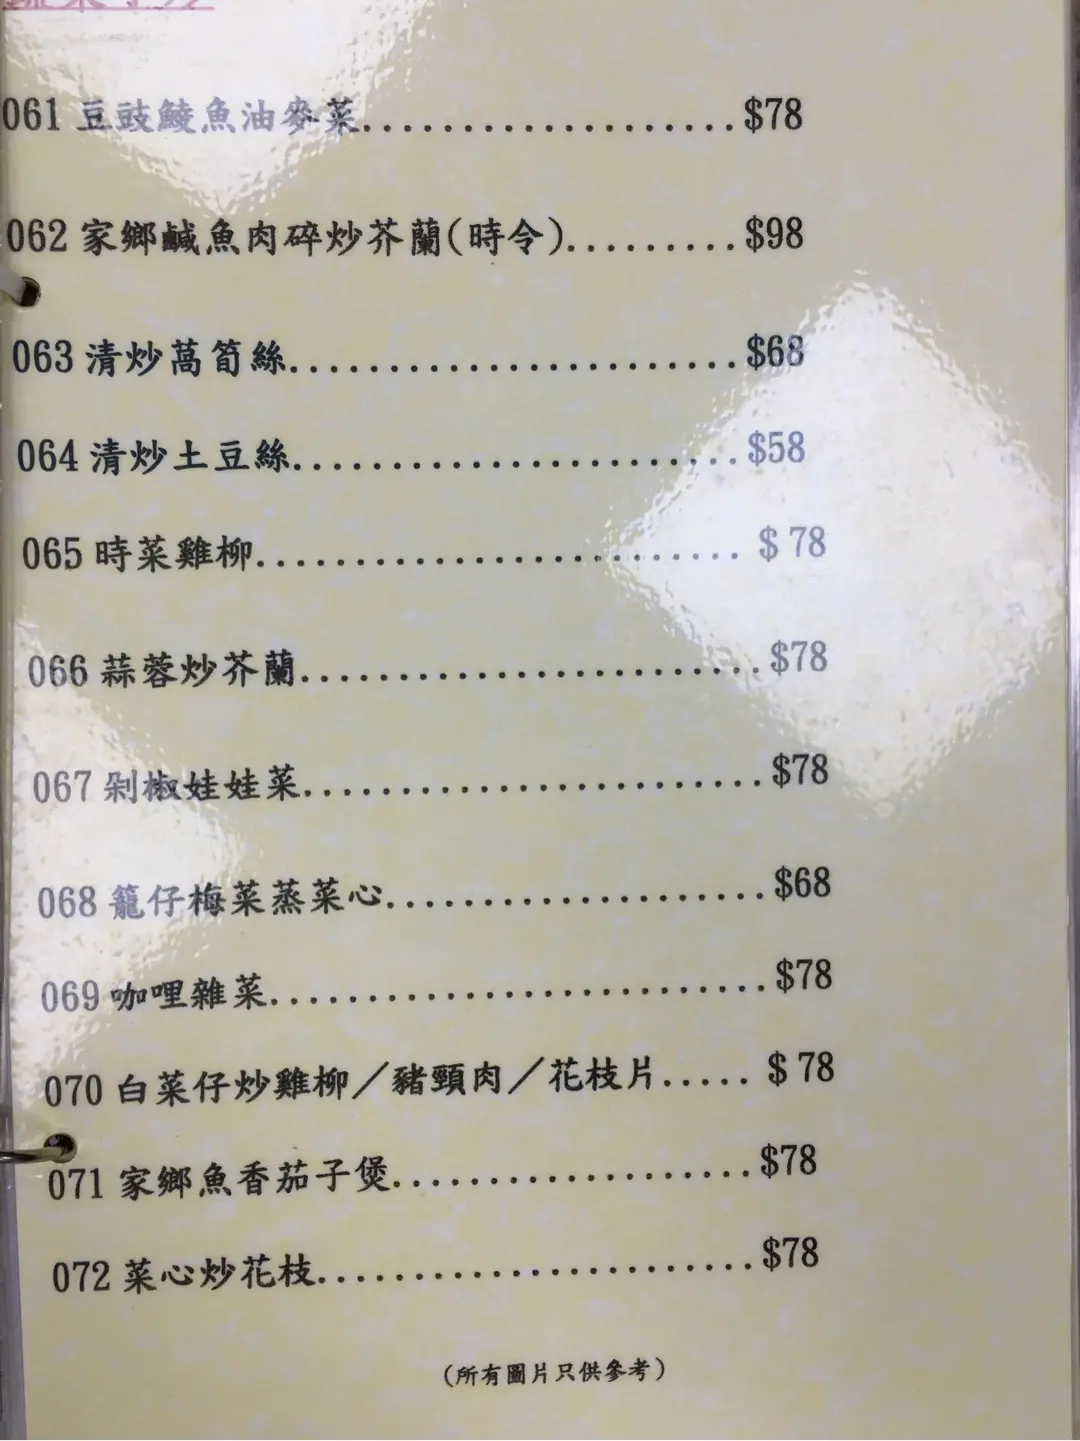 061 豆豉鯪魚油麥菜...................$78
062 家鄉鹹魚肉碎炒芥蘭(時令).........$98
063 清炒萵筍絲.......................$68
064 清炒土豆絲.......................$58
065 時菜雞柳......................... $ 78
066 蒜蓉炒芥蘭........................$78
067 剁椒娃娃菜........................$78
068 籠仔梅菜蒸菜心....................$68
069 咖哩雜菜..........................$78
070 白菜仔炒雞柳／豬頸肉／花枝片..... $ 78
071 家鄉魚香茄子煲...................$78
072 菜心炒花枝.......................$78
(所有圖片只供參考)